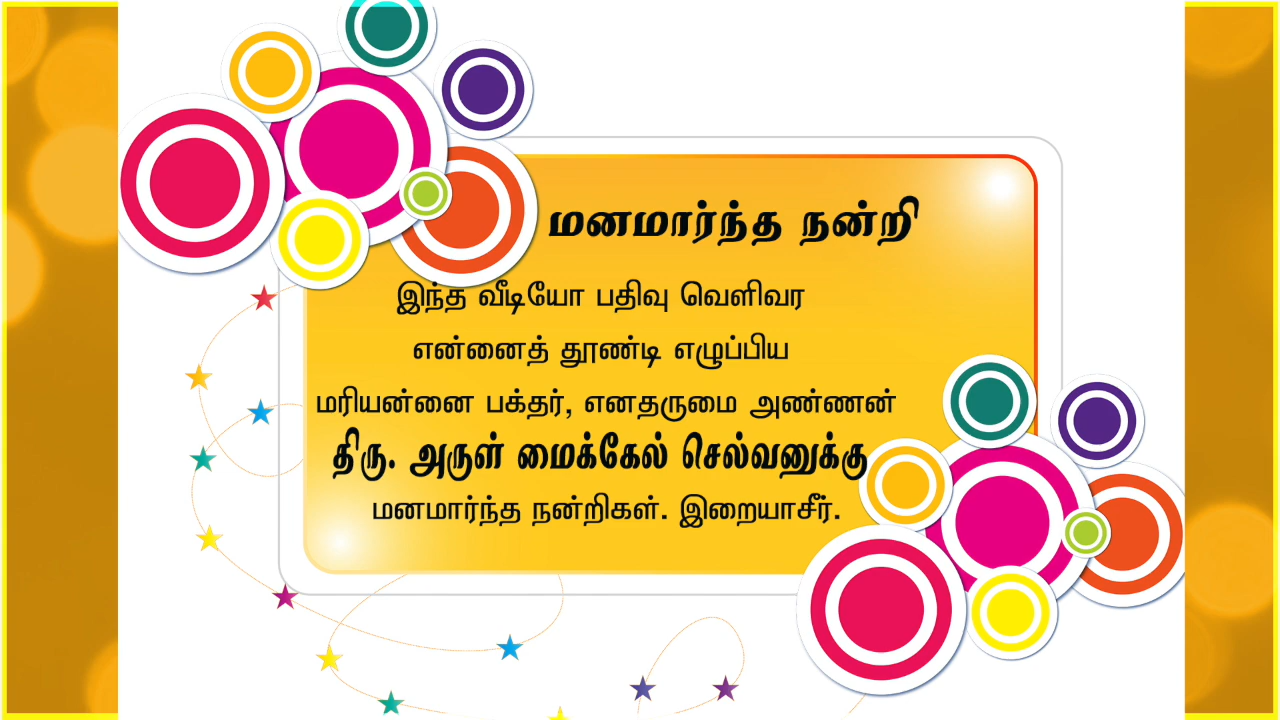 மனமார்ந்த நன்றி
இந்த வீடியோ பதிவு வெளிவர
என்னைத் தூண்டி எழுப்பிய
மரியன்னை பக்தர், எனதருமை அண்ணன்
திரு. அருள் மைக்கேல் செல்வனுக்கு
மனமார்ந்த நன்றிகள். இறையாசீர்.